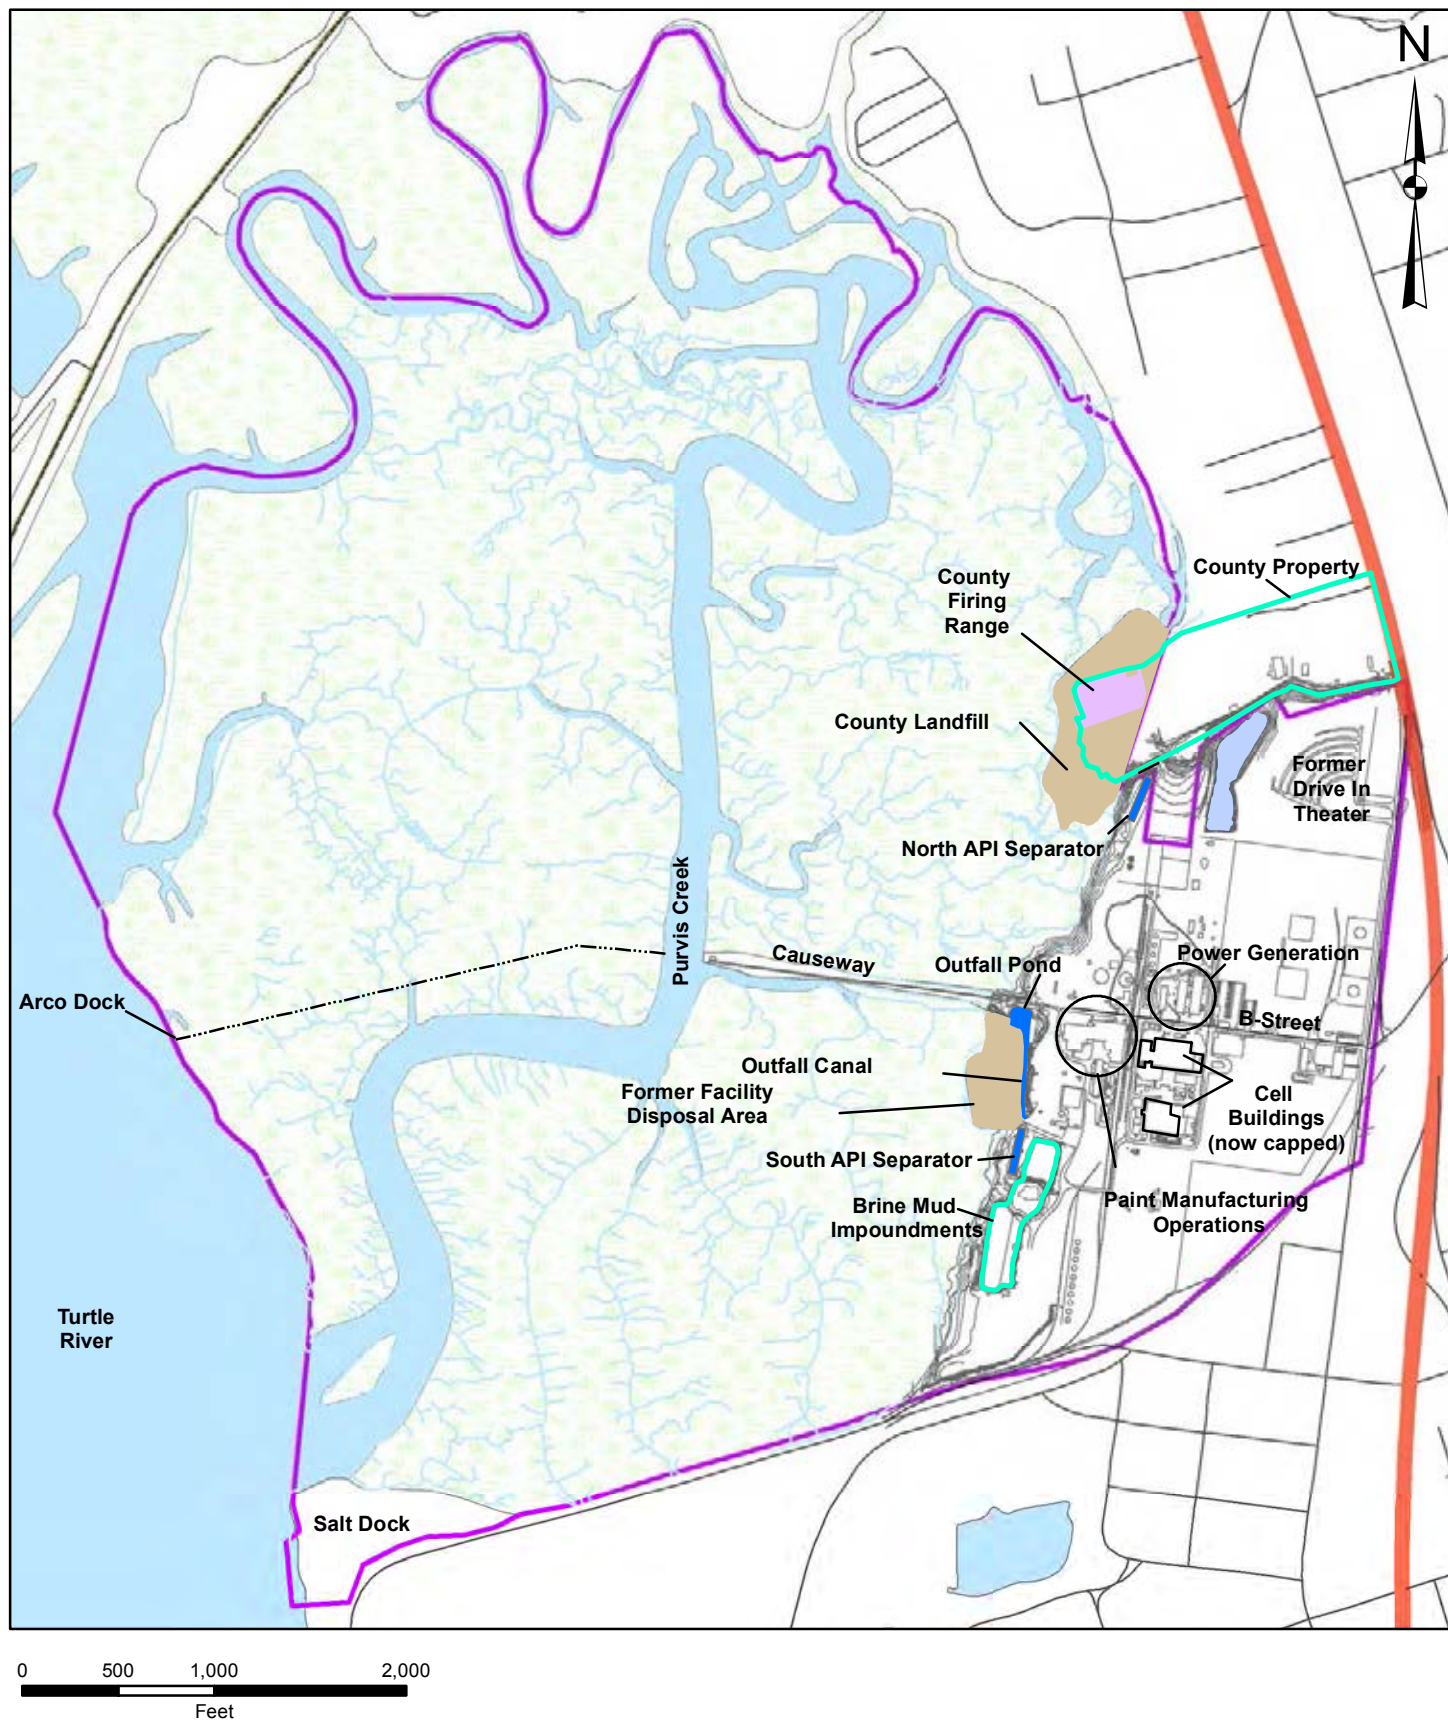 N
County Property
County
Firing
Range
County Landfill
Former
Drive In
Theater
North API Separator
Purvis Creek
Causeway
Outfall Pond
Power Generation
Arco Dock
B-Street
Outfall Canal
Former Facility
Disposal Area
Cell
Buildings
(now capped)
South API Separator
Brine Mud
Impoundments
Paint Manufacturing
Operations
Turtle
River
Salt Dock
0 500 1,000 2,000
Feet